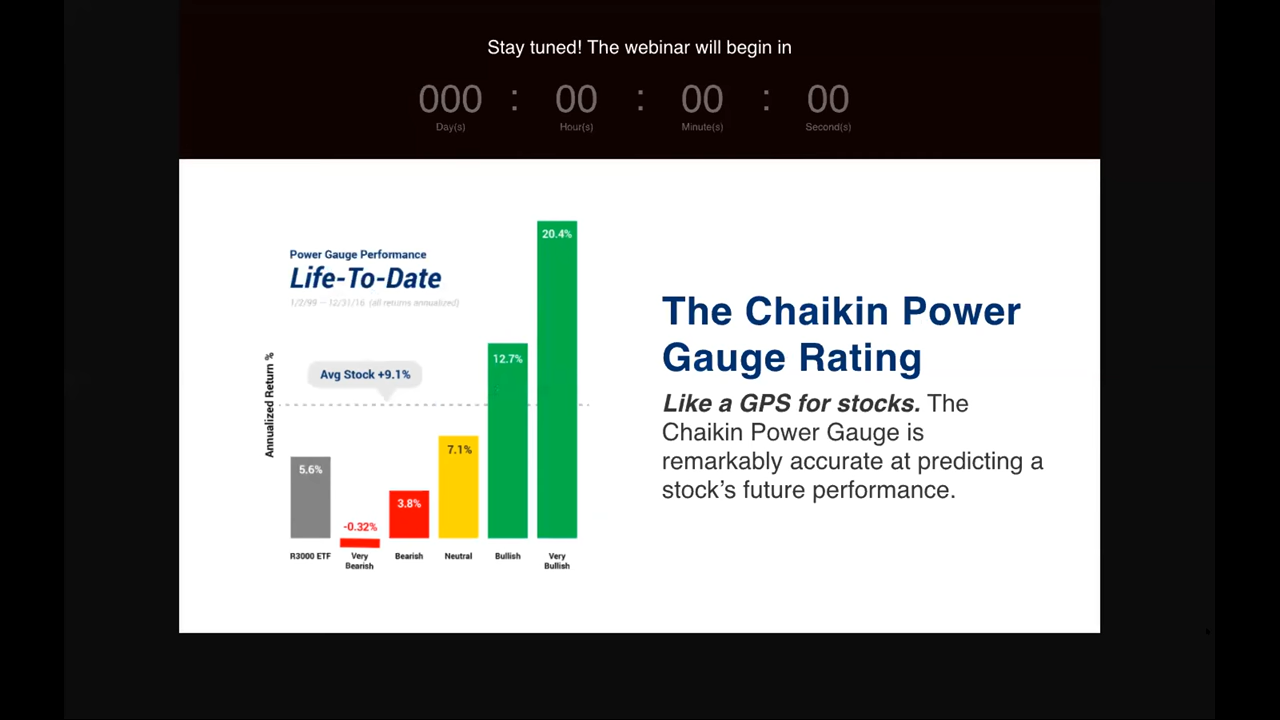 Stay tuned! The webinar will begin in
000 : 00 : 00 : 00
Day(s) Hour(s) Minute(s) Second(s)
Power Gauge Performance
Life-To-Date
1/2/99 — 12/31/16 (all returns annualized)
Annualized Return %
Avg Stock +9.1%
20.4%
12.7%
7.1%
5.6%
3.8%
-0.32%
R3000 ETF
Very
Bearish
Bearish
Neutral
Bullish
Very
Bullish
The Chaikin Power
Gauge Rating
Like a GPS for stocks. The
Chaikin Power Gauge is
remarkably accurate at predicting a
stock’s future performance.